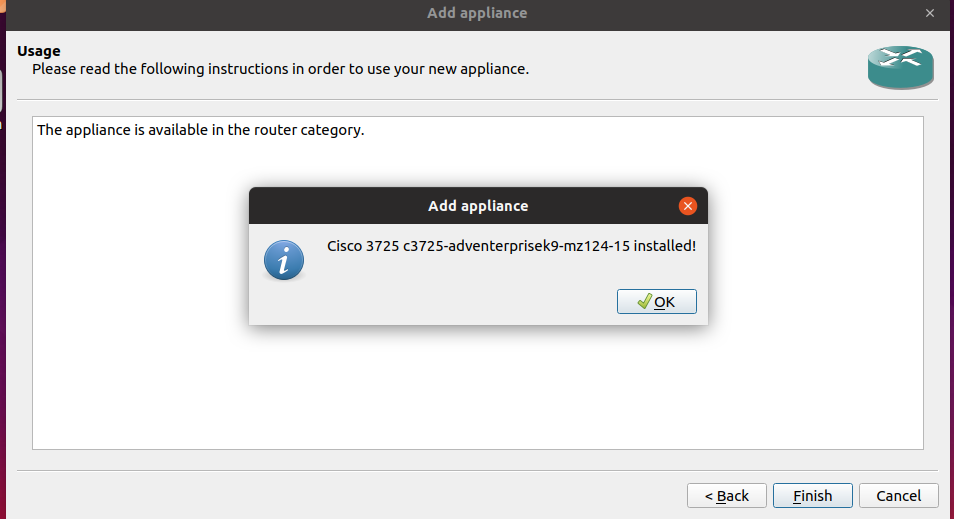 Add appliance
Usage
Please read the following instructions in order to use your new appliance.
The appliance is available in the router category.
Add appliance
Cisco 3725 c3725-adventerprisek9-mz124-15 installed!
OK
< Back
Finish
Cancel